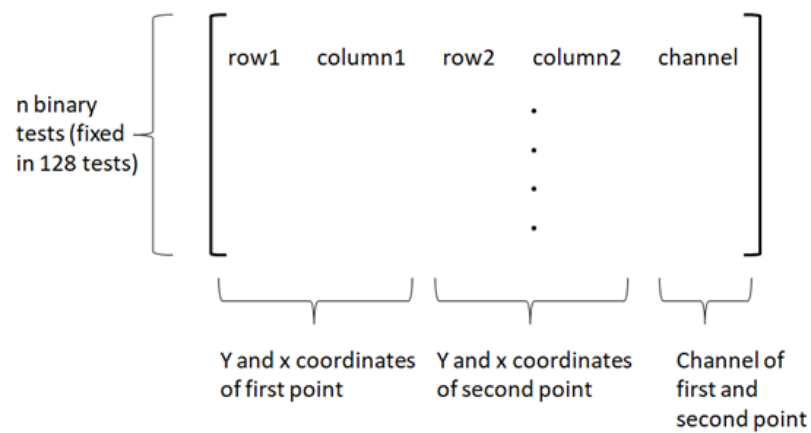 row1 column1 row2 column2 channel
n binary
tests (fixed
in 128 tests)
Y and x coordinates
of first point
Y and x coordinates
of second point
Channel of
first and
second point